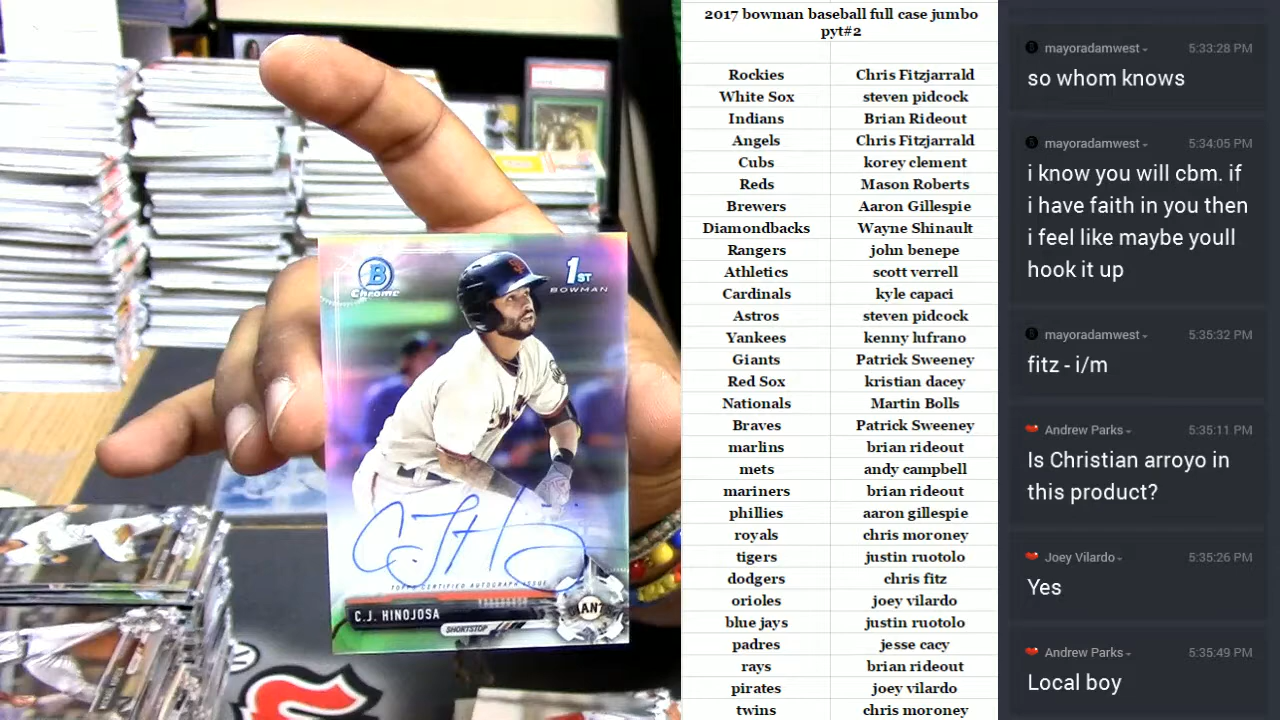 B
Chrome
1ST
BOWMAN
TOPPS CERTIFIED AUTOGRAPH ISSUE
C.J. HINOJOSA
SHORTSTOP
GIANTS
2017 bowman baseball full case jumbo
pyt#2
Rockies Chris Fitzjarrald
White Sox steven pidcock
Indians Brian Rideout
Angels Chris Fitzjarrald
Cubs korey clement
Reds Mason Roberts
Brewers Aaron Gillespie
Diamondbacks Wayne Shinault
Rangers john benepe
Athletics scott verrell
Cardinals kyle capaci
Astros steven pidcock
Yankees kenny lufrano
Giants Patrick Sweeney
Red Sox kristian dacey
Nationals Martin Bolls
Braves Patrick Sweeney
marlins brian rideout
mets andy campbell
mariners brian rideout
phillies aaron gillespie
royals chris moroney
tigers justin ruotolo
dodgers chris fitz
orioles joey vilardo
blue jays justin ruotolo
padres jesse cacy
rays brian rideout
pirates joey vilardo
twins chris moroney
mayoradamwest 5:33:28 PM
so whom knows
mayoradamwest 5:34:05 PM
i know you will cbm. if
i have faith in you then
i feel like maybe youll
hook it up
mayoradamwest 5:35:32 PM
fitz - i/m
Andrew Parks 5:35:11 PM
Is Christian arroyo in
this product?
Joey Vilardo 5:35:26 PM
Yes
Andrew Parks 5:35:49 PM
Local boy